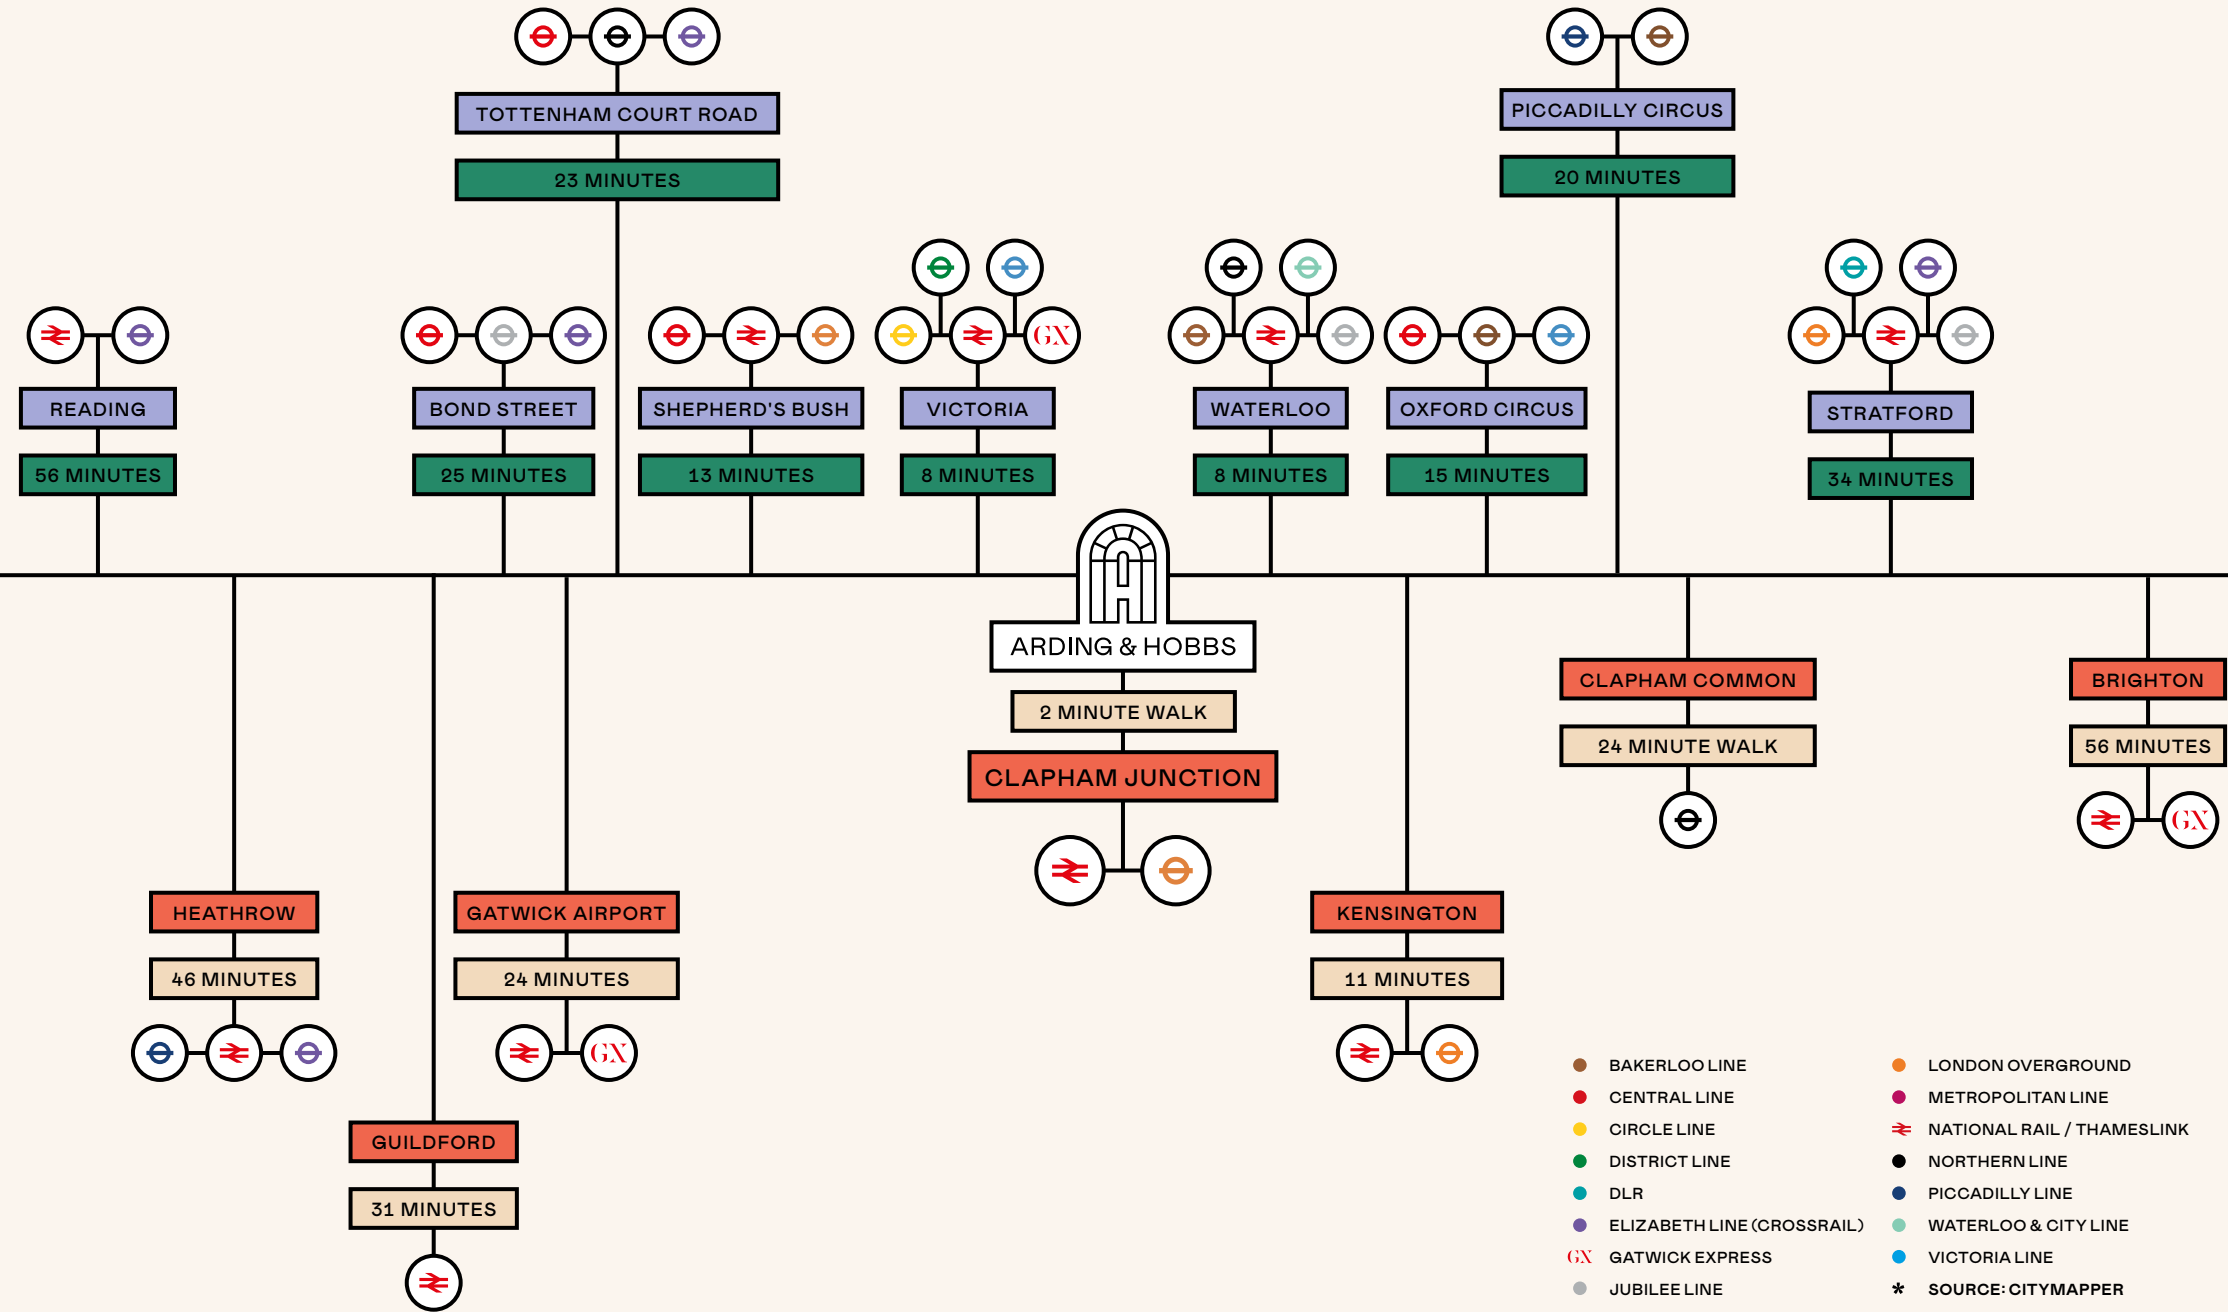 TOTTENHAM COURT ROAD
23 MINUTES
PICCADILLY CIRCUS
20 MINUTES
READING
56 MINUTES
BOND STREET
25 MINUTES
SHEPHERD'S BUSH
13 MINUTES
GX
VICTORIA
8 MINUTES
WATERLOO
8 MINUTES
OXFORD CIRCUS
15 MINUTES
STRATFORD
34 MINUTES
ARDING & HOBBS
2 MINUTE WALK
CLAPHAM JUNCTION
CLAPHAM COMMON
24 MINUTE WALK
BRIGHTON
56 MINUTES
GX
HEATHROW
46 MINUTES
GATWICK AIRPORT
24 MINUTES
GX
KENSINGTON
11 MINUTES
GUILDFORD
31 MINUTES
BAKERLOO LINE
CENTRAL LINE
CIRCLE LINE
DISTRICT LINE
DLR
ELIZABETH LINE (CROSSRAIL)
GX GATWICK EXPRESS
JUBILEE LINE
LONDON OVERGROUND
METROPOLITAN LINE
NATIONAL RAIL / THAMESLINK
NORTHERN LINE
PICCADILLY LINE
WATERLOO & CITY LINE
VICTORIA LINE
* SOURCE: CITYMAPPER